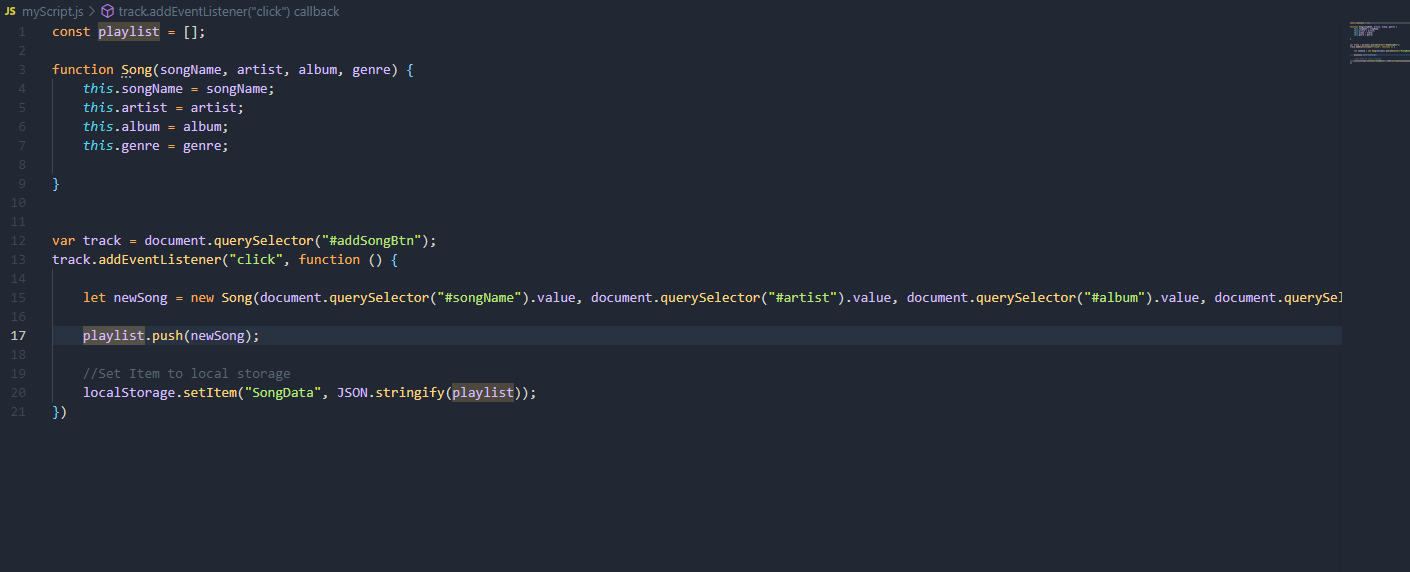 JS myScript.js > track.addEventListener("click") callback
1 const playlist = [];
2
3 function Song(songName, artist, album, genre) {
4 this.songName = songName;
5 this.artist = artist;
6 this.album = album;
7 this.genre = genre;
8
9 }
10
11
12 var track = document.querySelector("#addSongBtn");
13 track.addEventListener("click", function () {
14
15 let newSong = new Song(document.querySelector("#songName").value, document.querySelector("#artist").value, document.querySelector("#album").value, document.querySel
16
17 playlist.push(newSong);
18
19 //Set Item to local storage
20 localStorage.setItem("SongData", JSON.stringify(playlist));
21 })